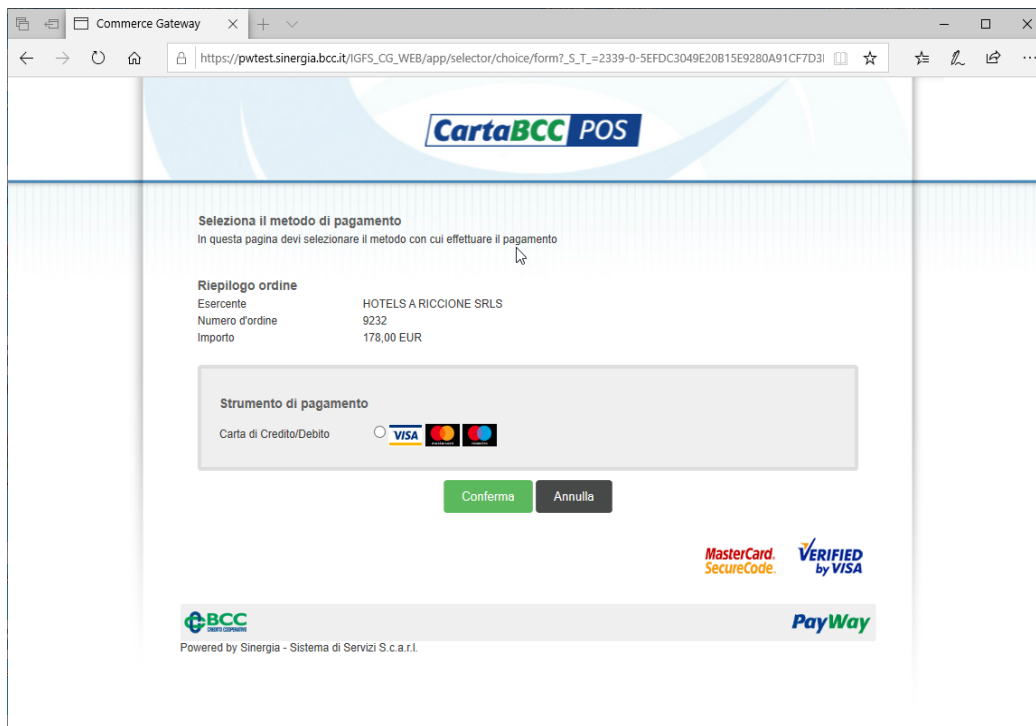 Commerce Gateway
https://pwtest.sinergia.bcc.it/IGFS_CG_WEB/app/selector/choice/form?_S_T_=2339-0-5EFDC3049E20B15E9280A91CF7D3
CartaBCC POS
Seleziona il metodo di pagamento
In questa pagina devi selezionare il metodo con cui effettuare il pagamento
Riepilogo ordine
Esercente HOTELS A RICCIONE SRLS
Numero d'ordine 9232
Importo 178,00 EUR
Strumento di pagamento
Carta di Credito/Debito VISA
Conferma Annulla
MasterCard. VERIFIED
SecureCode. by VISA
BCC PayWay
CREDITO COOPERATIVO
Powered by Sinergia - Sistema di Servizi S.c.a.r.l.